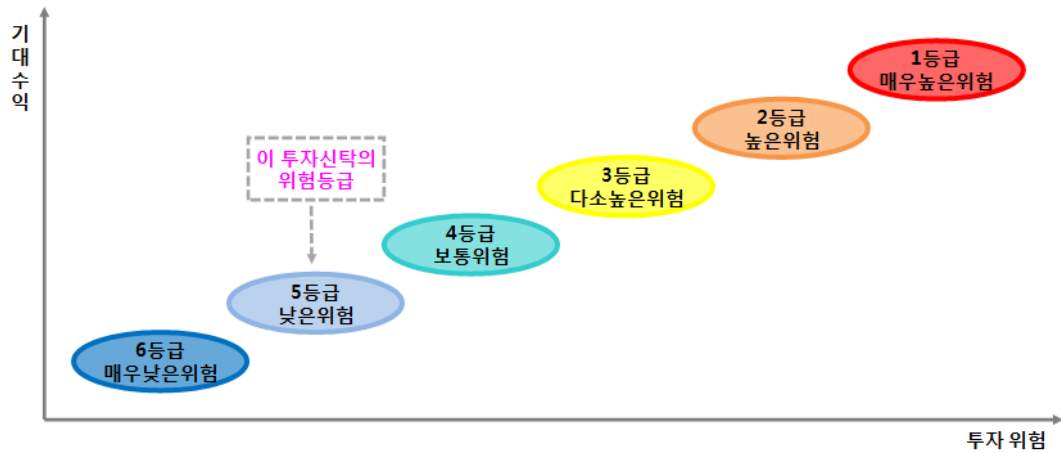 기대수익
1등급
매우높은위험
2등급
높은위험
3등급
다소높은위험
이 투자신탁의
위험등급
4등급
보통위험
5등급
낮은위험
6등급
매우낮은위험
투자 위험